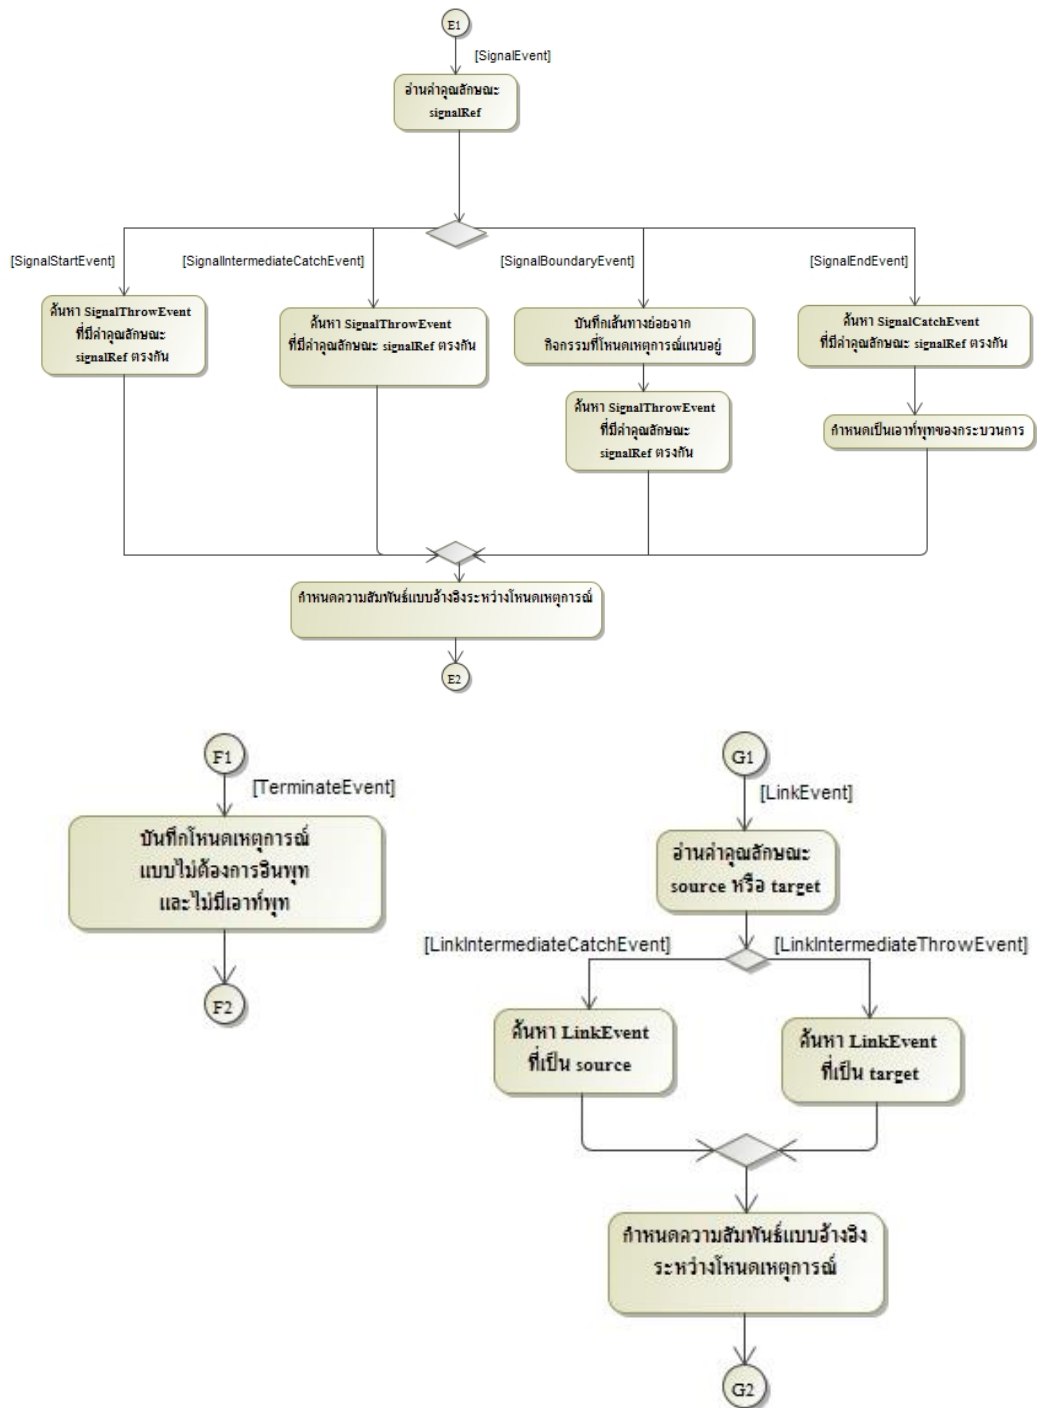 E1
[SignalEvent]
อ่านค่าคุณลักษณะ
signalRef
[SignalStartEvent]
[SignalIntermediateCatchEvent]
[SignalBoundaryEvent]
[SignalEndEvent]
ค้นหา SignalThrowEvent
ที่มีค่าคุณลักษณะ
signalRef ตรงกัน
ค้นหา SignalThrowEvent
ที่มีค่าคุณลักษณะ signalRef ตรงกัน
บันทึกเส้นทางย่อยจาก
กิจกรรมที่โหนดเหตุการณ์แนบอยู่
ค้นหา SignalThrowEvent
ที่มีค่าคุณลักษณะ
signalRef ตรงกัน
ค้นหา SignalCatchEvent
ที่มีค่าคุณลักษณะ signalRef ตรงกัน
กำหนดเป็นเอาท์พุทของกระบวนการ
กำหนดความสัมพันธ์แบบอ้างอิงระหว่างโหนดเหตุการณ์
E2
F1
[TerminateEvent]
บันทึกโหนดเหตุการณ์
แบบไม่ต้องการอินพุท
และไม่มีเอาท์พุท
F2
G1
[LinkEvent]
อ่านค่าคุณลักษณะ
source หรือ target
[LinkIntermediateCatchEvent]
[LinkIntermediateThrowEvent]
ค้นหา LinkEvent
ที่เป็น source
ค้นหา LinkEvent
ที่เป็น target
กำหนดความสัมพันธ์แบบอ้างอิง
ระหว่างโหนดเหตุการณ์
G2